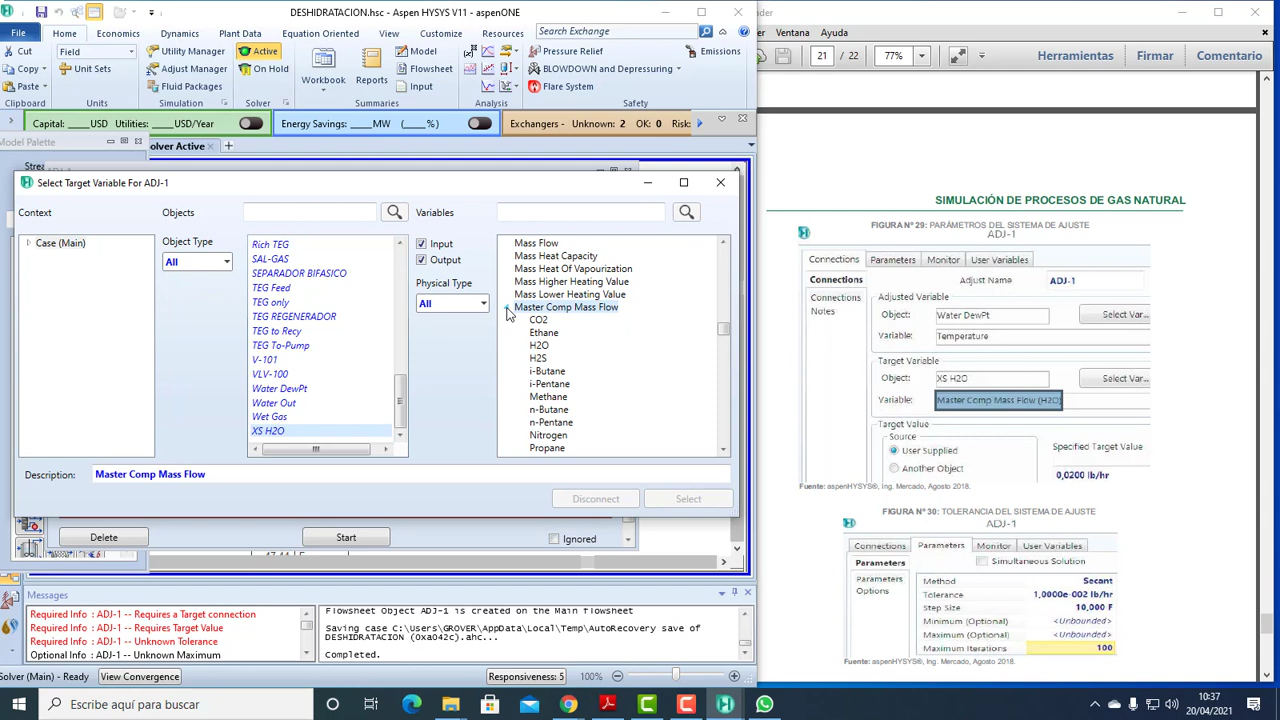 DESHIDRATACION.hsc - Aspen HYSYS V11 - aspenONE
File Home Economics Dynamics Plant Data Equation Oriented View Customize Resources Search Exchange
Cut Copy Paste Clipboard
Field Unit Sets Units
Utility Manager Adjust Manager Fluid Packages Simulation
Active On Hold Solver
Workbook Reports Model Flowsheet Input Summaries
Analysis
Pressure Relief BLOWDOWN and Depressuring Flare System Emissions Safety
Capital: ____USD Utilities: ____USD/Year
Energy Savings: ____MW (____%)
Exchangers - Unknown: 2 OK: 0 Risk:
Model Palette
olver Active +
Select Target Variable For ADJ-1
Context
Case (Main)
Objects
Object Type
All
Rich TEG
SAL-GAS
SEPARADOR BIFASICO
TEG Feed
TEG only
TEG REGENERADOR
TEG to Recy
TEG To-Pump
V-101
VLV-100
Water DewPt
Water Out
Wet Gas
XS H2O
Variables
Input
Output
Physical Type
All
Mass Flow
Mass Heat Capacity
Mass Heat Of Vapourization
Mass Higher Heating Value
Mass Lower Heating Value
Master Comp Mass Flow
CO2
Ethane
H2O
H2S
i-Butane
i-Pentane
Methane
n-Butane
n-Pentane
Nitrogen
Propane
Description: Master Comp Mass Flow
Disconnect Select
Delete Start Ignored
Messages
Required Info : ADJ-1 -- Requires a Target connection
Required Info : ADJ-1 -- Requires Target Value
Required Info : ADJ-1 -- Unknown Tolerance
Optional Info : ADJ-1 -- Unknown Maximum
Flowsheet Object ADJ-1 is created on the Main flowsheet
Saving case C:\Users\GROVER\AppData\Local\Temp\AutoRecovery save of
DESHIDRATACION (0xa042c).ahc...
Completed.
Solver (Main) - Ready View Convergence Responsiveness: 5 100%
Ventana Ayuda
21 / 22 77% Herramientas Firmar Comentario
SIMULACIÓN DE PROCESOS DE GAS NATURAL
FIGURA Nº 29: PARÁMETROS DEL SISTEMA DE AJUSTE
ADJ-1
Connections Parameters Monitor User Variables
Connections
Connections
Notes
Adjust Name ADJ-1
Adjusted Variable
Object: Water DewPt Select Var...
Variable: Temperature
Target Variable
Object: XS H2O Select Var...
Variable: Master Comp Mass Flow (H2O)
Target Value
Source
User Supplied
Another Object
Specified Target Value
0,0200 lb/hr
Fuente: aspenHYSYS®, Ing. Mercado, Agosto 2018.
FIGURA Nº 30: TOLERANCIA DEL SISTEMA DE AJUSTE
ADJ-1
Connections Parameters Monitor User Variables
Parameters
Parameters
Options
Simultaneous Solution
Method Secant
Tolerance 1,0000e-002 lb/hr
Step Size 10,000 F
Minimum (Optional) <Unbounded>
Maximum (Optional) <Unbounded>
Maximum Iterations 100
Fuente: aspenHYSYS®, Ing. Mercado, Agosto 2018.
Escribe aquí para buscar
10:37
20/04/2021